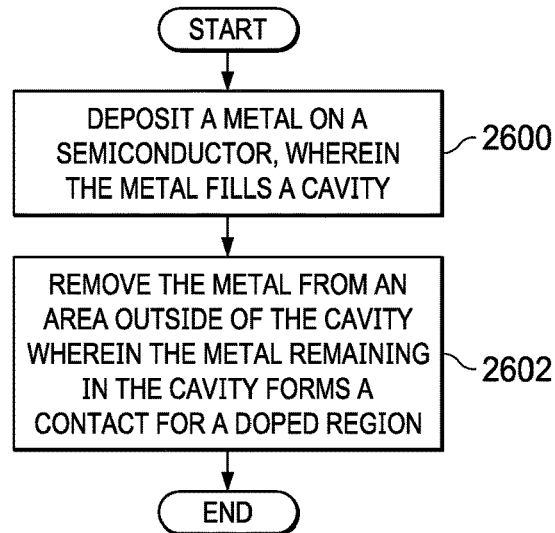 START
DEPOSIT A METAL ON A
SEMICONDUCTOR, WHEREIN
THE METAL FILLS A CAVITY
2600
REMOVE THE METAL FROM AN
AREA OUTSIDE OF THE CAVITY
WHEREIN THE METAL REMAINING
IN THE CAVITY FORMS A
CONTACT FOR A DOPED REGION
2602
END